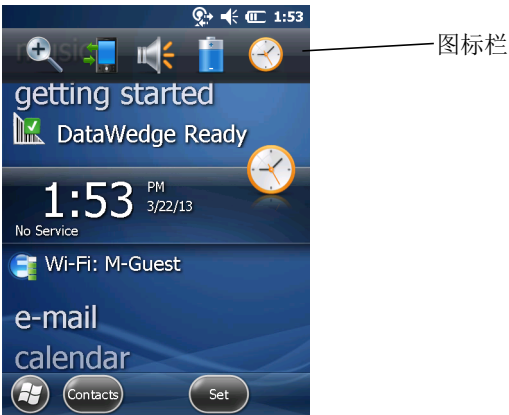 1:53
music
图标栏
getting started
DataWedge Ready
1:53 PM
3/22/13
No Service
Wi-Fi: M-Guest
e-mail
calendar
Contacts
Set